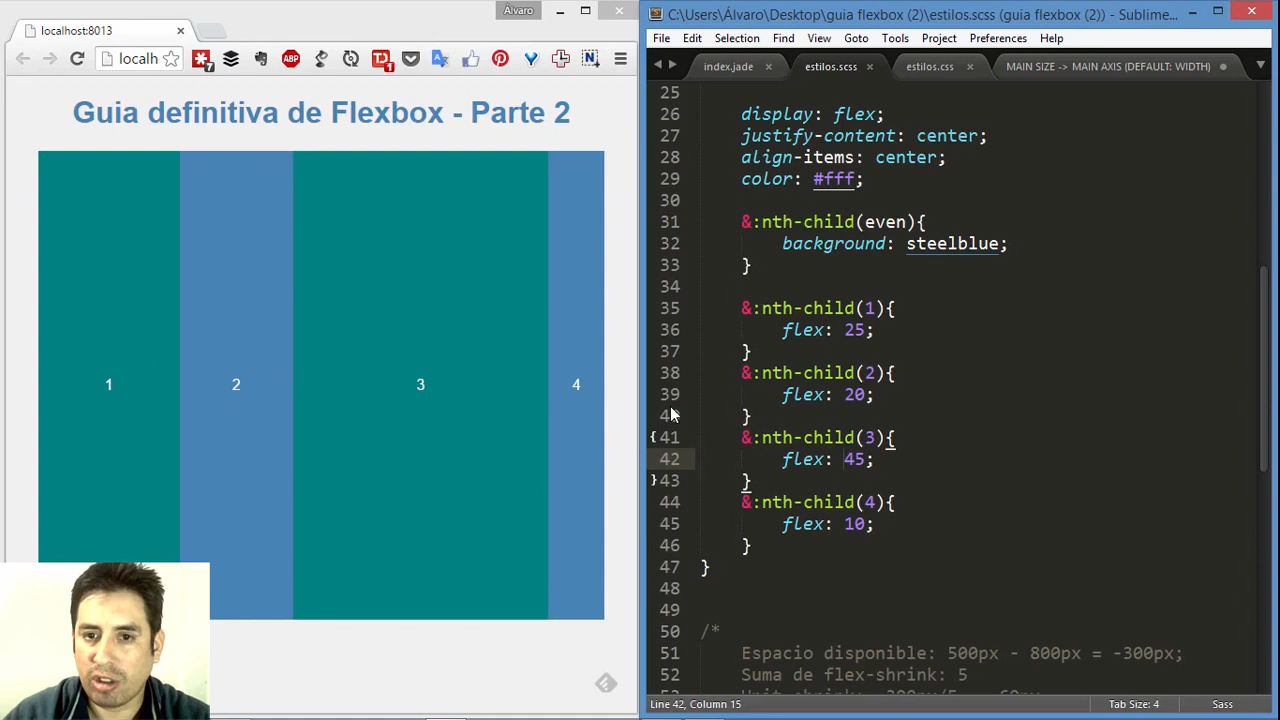 Álvaro
localhost:8013
localh
7
ABP
1
N
Guia definitiva de Flexbox - Parte 2
1
2
3
4
C:\Users\Álvaro\Desktop\guia flexbox (2)\estilos.scss (guia flexbox (2)) - Sublime...
File Edit Selection Find View Goto Tools Project Preferences Help
index.jade
estilos.scss
estilos.css
MAIN SIZE -> MAIN AXIS (DEFAULT: WIDTH)
25
26 display: flex;
27 justify-content: center;
28 align-items: center;
29 color: #fff;
30
31 &:nth-child(even){
32 background: steelblue;
33 }
34
35 &:nth-child(1){
36 flex: 25;
37 }
38 &:nth-child(2){
39 flex: 20;
}
{ 41 &:nth-child(3){
42 flex: 45;
} 43 }
44 &:nth-child(4){
45 flex: 10;
46 }
47 }
48
49
50 /*
51 Espacio disponible: 500px - 800px = -300px;
52 Suma de flex-shrink: 5
Line 42, Column 15
Tab Size: 4
Sass